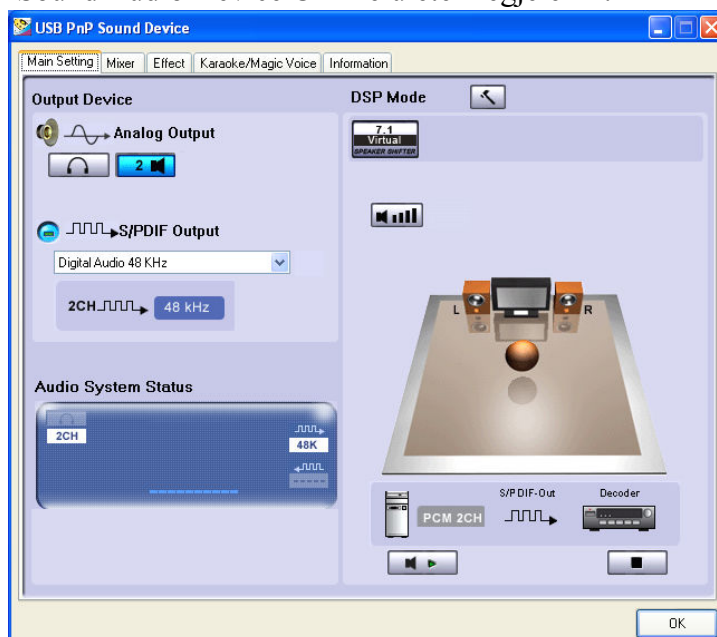 USB PnP Sound Device
Main Setting Mixer Effect Karaoke/Magic Voice Information
Output Device
Analog Output
2
S/PDIF Output
Digital Audio 48 KHz
2CH 48 kHz
Audio System Status
2CH
48K
-----
DSP Mode
7.1
Virtual
SPEAKER SHIFTER
L R
S/PDIF-Out Decoder
PCM 2CH
OK